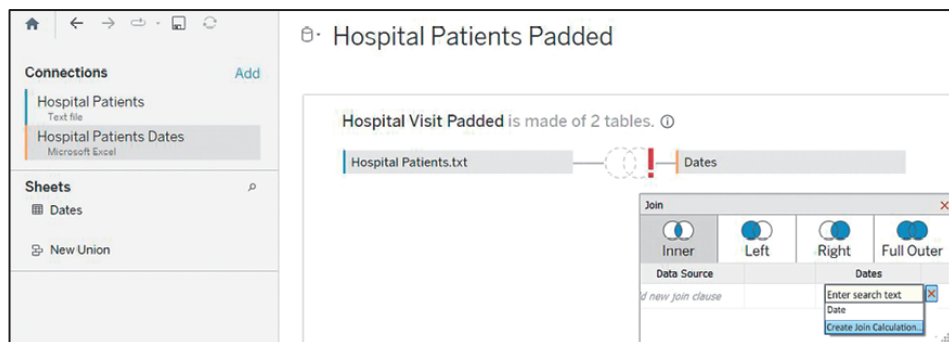 Hospital Patients Padded
Connections
Add
Hospital Patients
Text file
Hospital Patients Dates
Microsoft Excel
Sheets
Dates
New Union
Hospital Visit Padded is made of 2 tables.
Hospital Patients.txt
Dates
Join
Inner Left Right Full Outer
Data Source Dates
d new join clause
Enter search text
Date
Create Join Calculation...